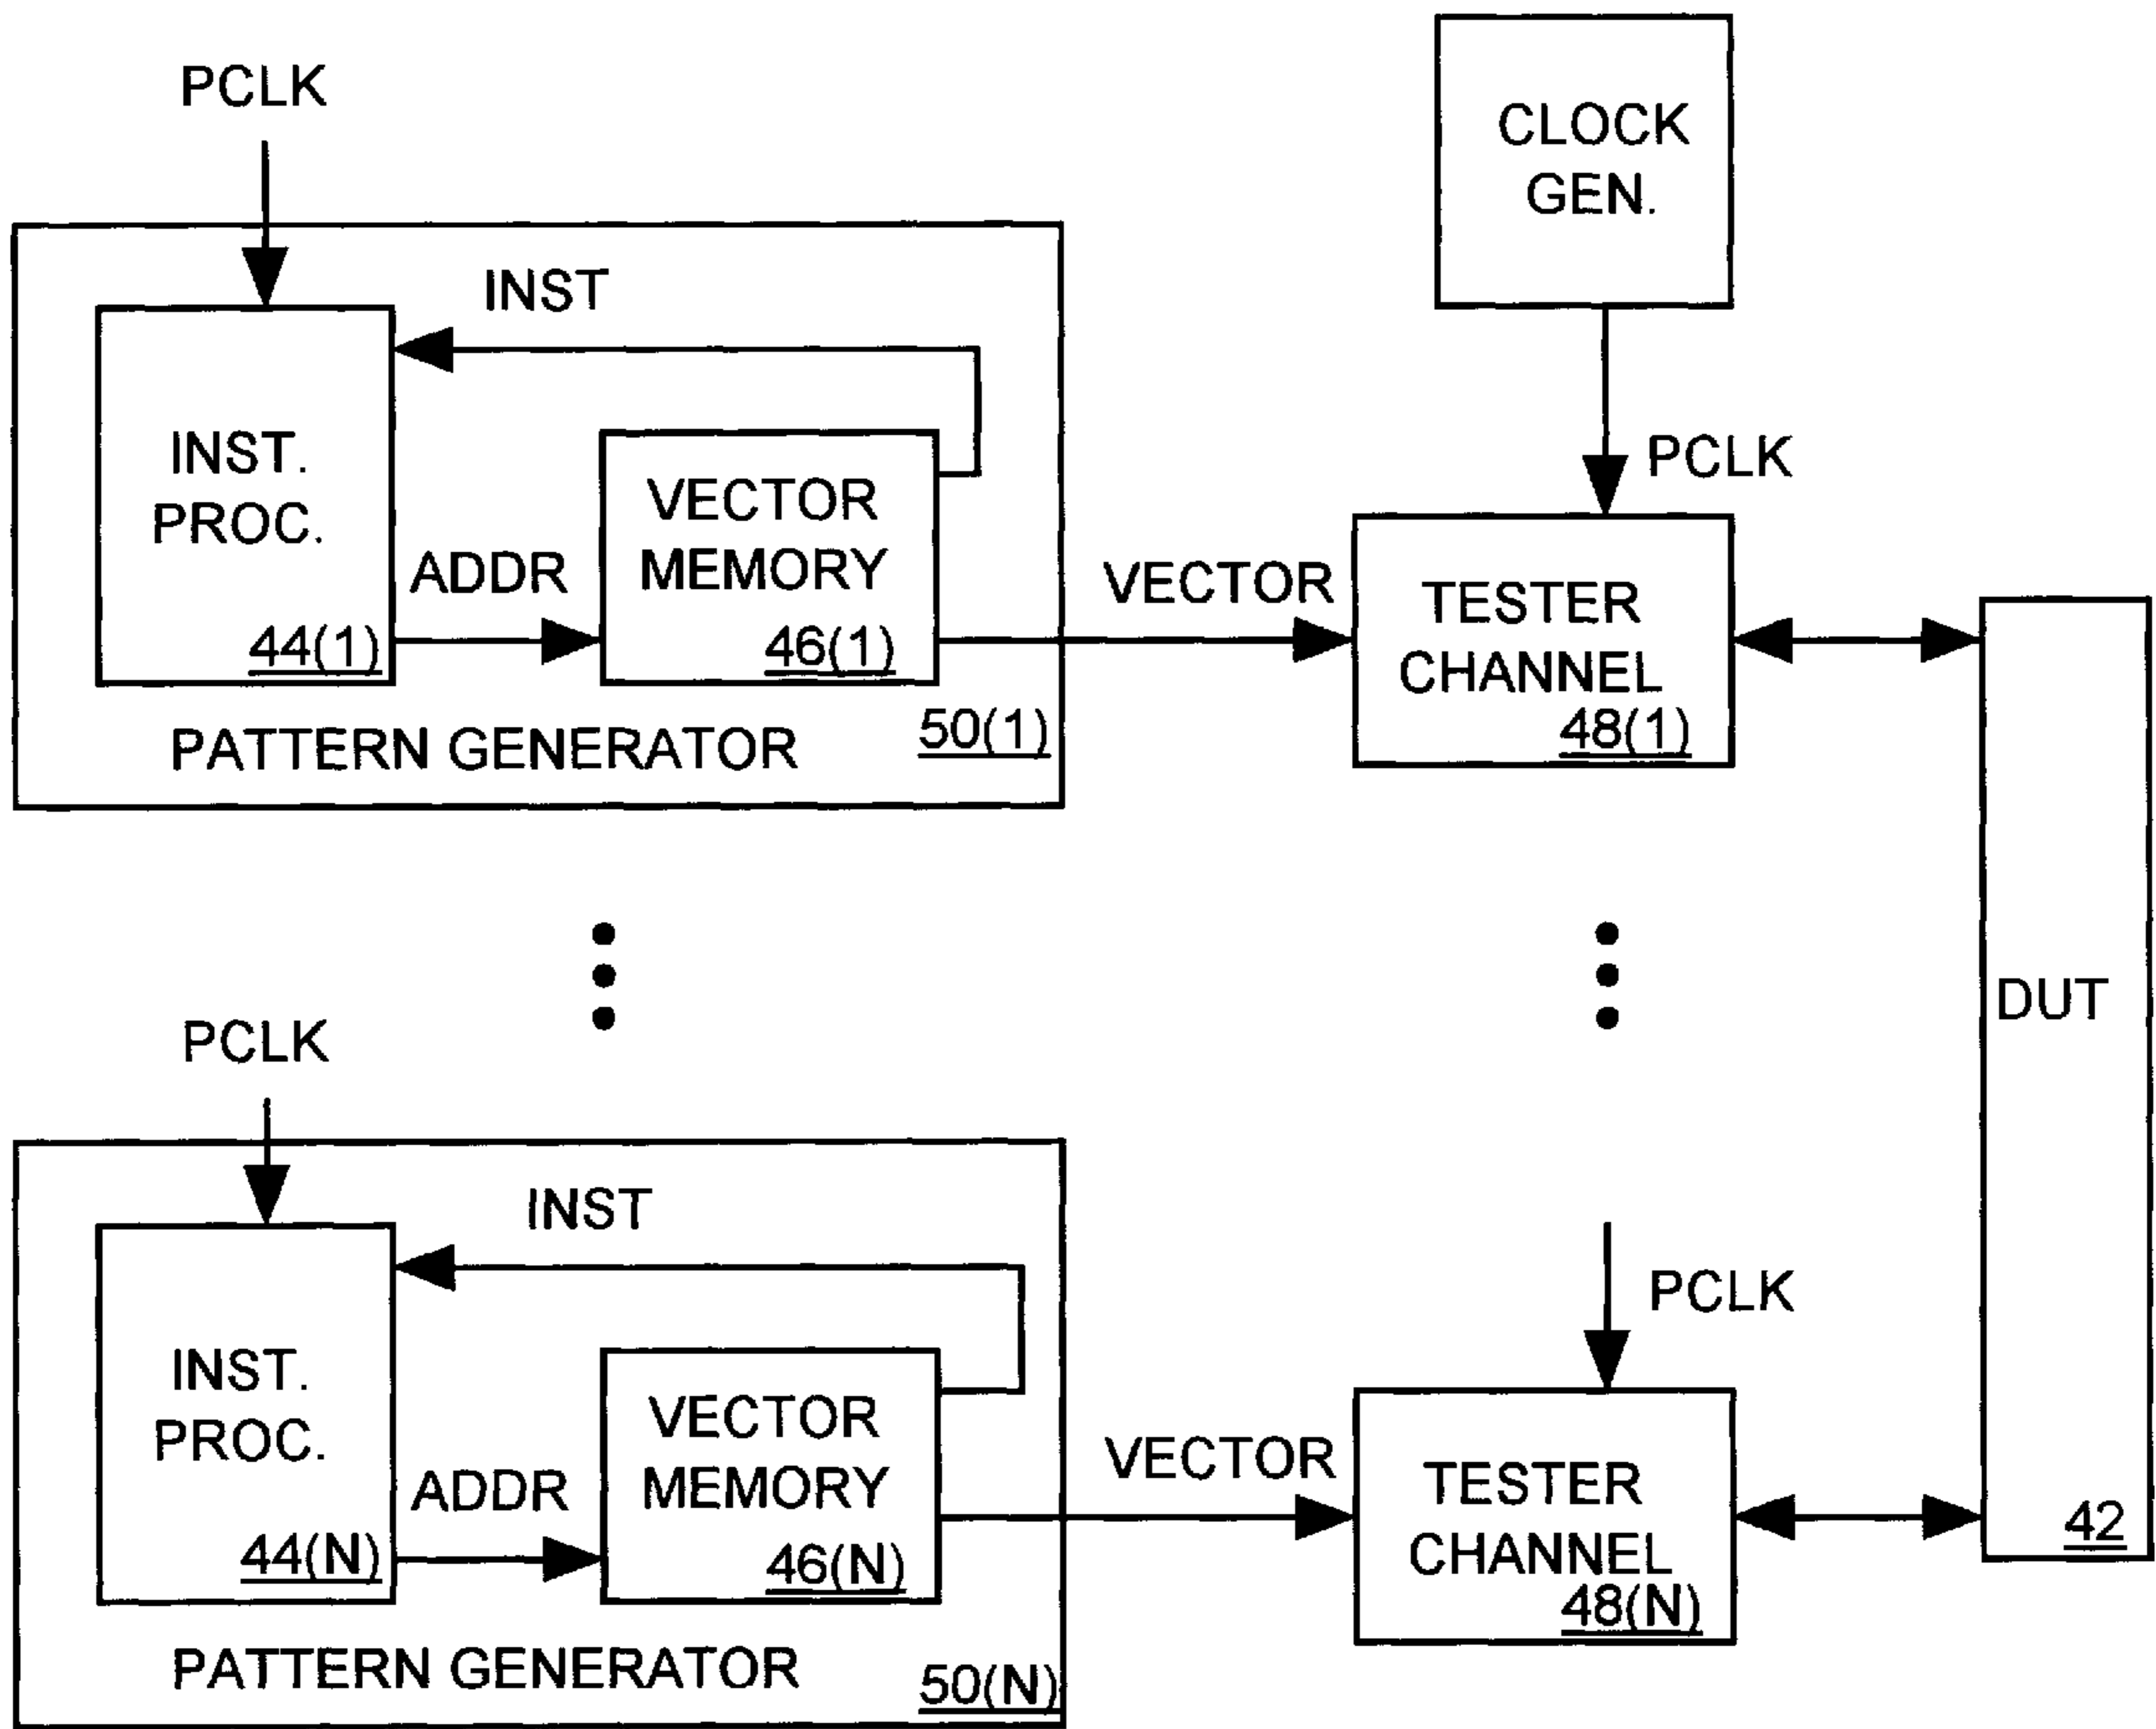 PCLK
CLOCK
GEN.
INST
INST.
PROC.
44(1)
ADDR
VECTOR
MEMORY
46(1)
PATTERN GENERATOR
50(1)
VECTOR
PCLK
TESTER
CHANNEL
48(1)
DUT
42
PCLK
INST
INST.
PROC.
44(N)
ADDR
VECTOR
MEMORY
46(N)
PATTERN GENERATOR
50(N)
VECTOR
PCLK
TESTER
CHANNEL
48(N)